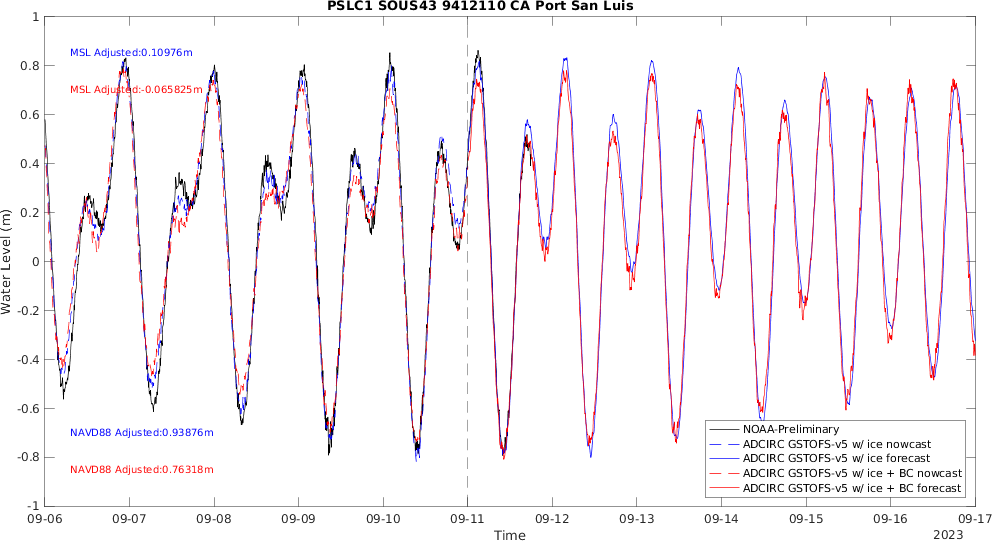 PSLC1 SOUS43 9412110 CA Port San Luis
1
0.8
0.6
0.4
0.2
0
-0.2
-0.4
-0.6
-0.8
-1
Water Level (m)
MSL Adjusted:0.10976m
MSL Adjusted:-0.065825m
NAVD88 Adjusted:0.93876m
NAVD88 Adjusted:0.76318m
NOAA-Preliminary
ADCIRC GSTOFS-v5 w/ ice nowcast
ADCIRC GSTOFS-v5 w/ ice forecast
ADCIRC GSTOFS-v5 w/ ice + BC nowcast
ADCIRC GSTOFS-v5 w/ ice + BC forecast
09-06 09-07 09-08 09-09 09-10 09-11 09-12 09-13 09-14 09-15 09-16 09-17
Time
2023